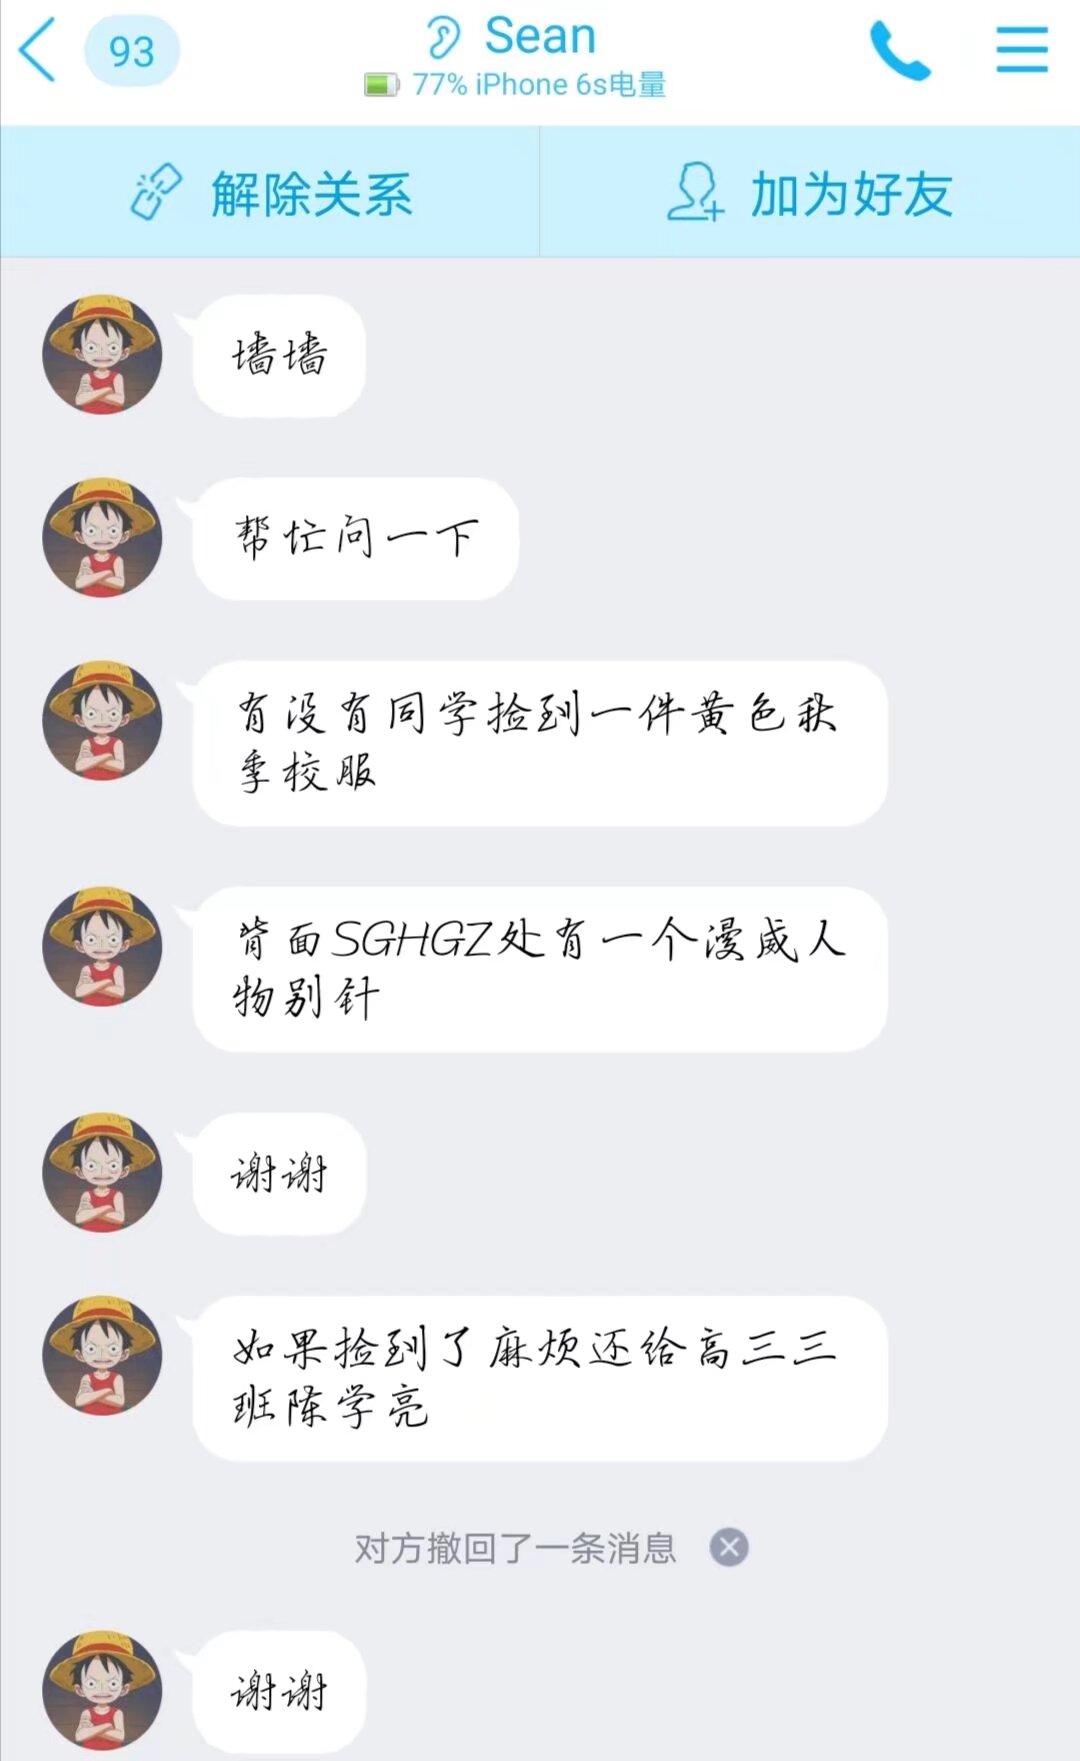 93
Sean
77% iPhone 6s电量
解除关系
加为好友
墙墙
帮忙问一下
有没有同学捡到一件黄色秋
季校服
背面SGHGZ处有一个漫威人
物别针
谢谢
如果捡到了麻烦还给高三三
班陈学亮
对方撤回了一条消息
谢谢